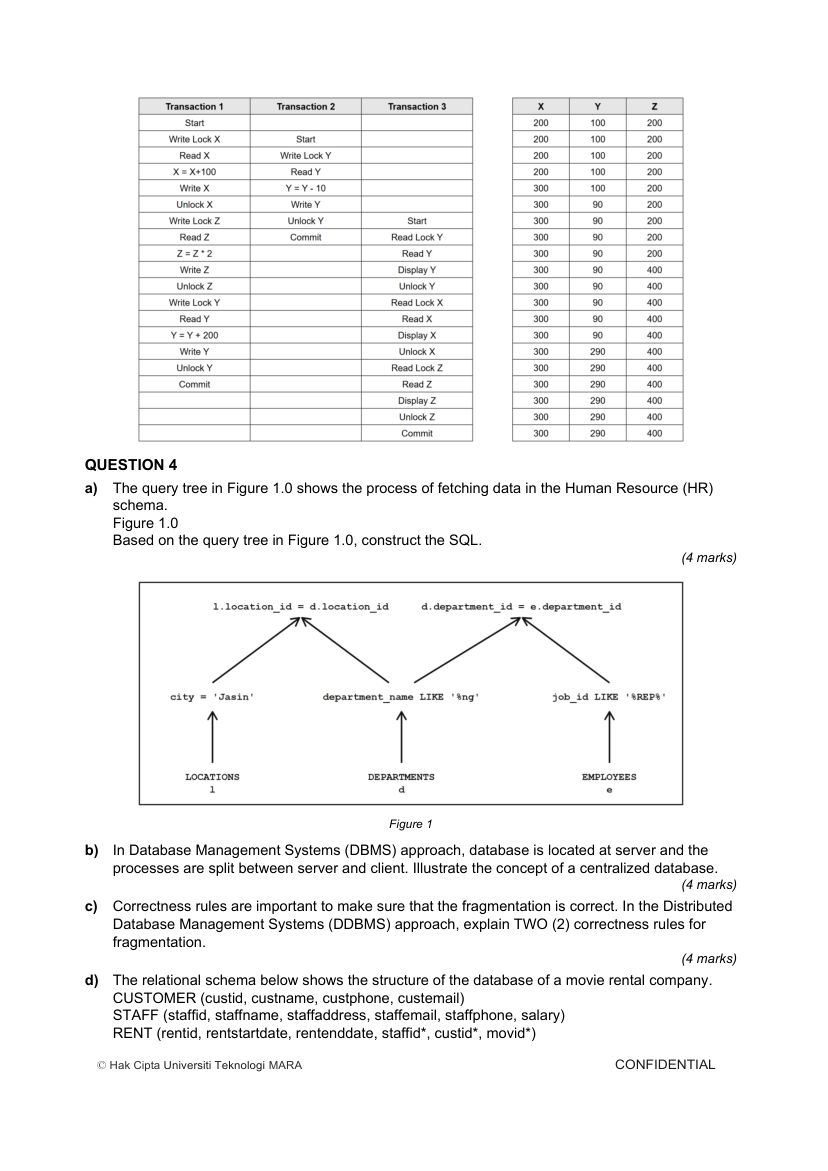 Transaction 1 Transaction 2 Transaction 3 X Y Z
Start 200 100 200
Write Lock X Start 200 100 200
Read X Write Lock Y 200 100 200
X = X+100 Read Y 200 100 200
Write X Y = Y - 10 300 100 200
Unlock X Write Y 300 90 200
Write Lock Z Unlock Y Start 300 90 200
Read Z Commit Read Lock Y 300 90 200
Z = Z * 2 Read Y 300 90 200
Write Z Display Y 300 90 400
Unlock Z Unlock Y 300 90 400
Write Lock Y Read Lock X 300 90 400
Read Y Read X 300 90 400
Y = Y + 200 Display X 300 90 400
Write Y Unlock X 300 290 400
Unlock Y Read Lock Z 300 290 400
Commit Read Z 300 290 400
Display Z 300 290 400
Unlock Z 300 290 400
Commit 300 290 400
QUESTION 4
a) The query tree in Figure 1.0 shows the process of fetching data in the Human Resource (HR)
schema.
Figure 1.0
Based on the query tree in Figure 1.0, construct the SQL.
(4 marks)
l.location_id = d.location_id d.department_id = e.department_id
city = 'Jasin' department_name LIKE '%ng' job_id LIKE '%REP%'
LOCATIONS DEPARTMENTS EMPLOYEES
l d e
Figure 1
b) In Database Management Systems (DBMS) approach, database is located at server and the
processes are split between server and client. Illustrate the concept of a centralized database.
(4 marks)
c) Correctness rules are important to make sure that the fragmentation is correct. In the Distributed
Database Management Systems (DDBMS) approach, explain TWO (2) correctness rules for
fragmentation.
(4 marks)
d) The relational schema below shows the structure of the database of a movie rental company.
CUSTOMER (custid, custname, custphone, custemail)
STAFF (staffid, staffname, staffaddress, staffemail, staffphone, salary)
RENT (rentid, rentstartdate, rentenddate, staffid*, custid*, movid*)
© Hak Cipta Universiti Teknologi MARA CONFIDENTIAL